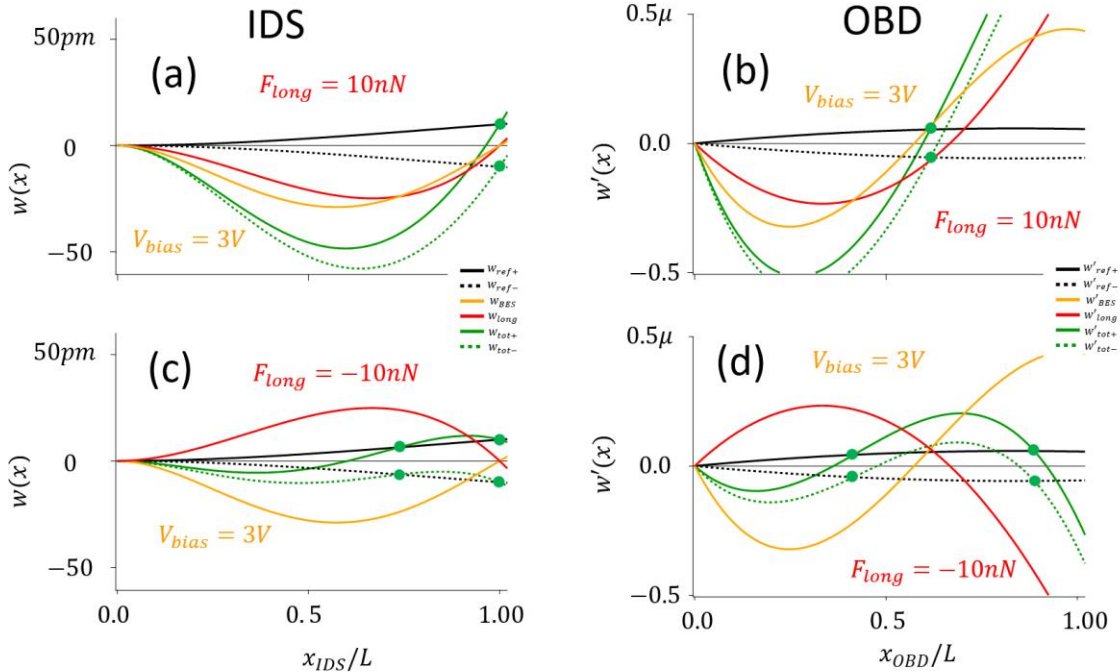 IDS
OBD
50pm
(a)
F_long = 10nN
0
w(x)
V_bias = 3V
−50
0.5μ
(b)
V_bias = 3V
0.0
w'(x)
F_long = 10nN
−0.5
w_ref+
w_ref−
w_BES
w_long
w_tot+
w_tot−
w'_ref+
w'_ref−
w'_BES
w'_long
w'_tot+
w'_tot−
50pm
(c)
F_long = −10nN
0
w(x)
V_bias = 3V
−50
0.0
0.5
1.00
x_IDS/L
0.5μ
V_bias = 3V
(d)
0.0
w'(x)
F_long = −10nN
−0.5
0.0
0.5
1.00
x_OBD/L